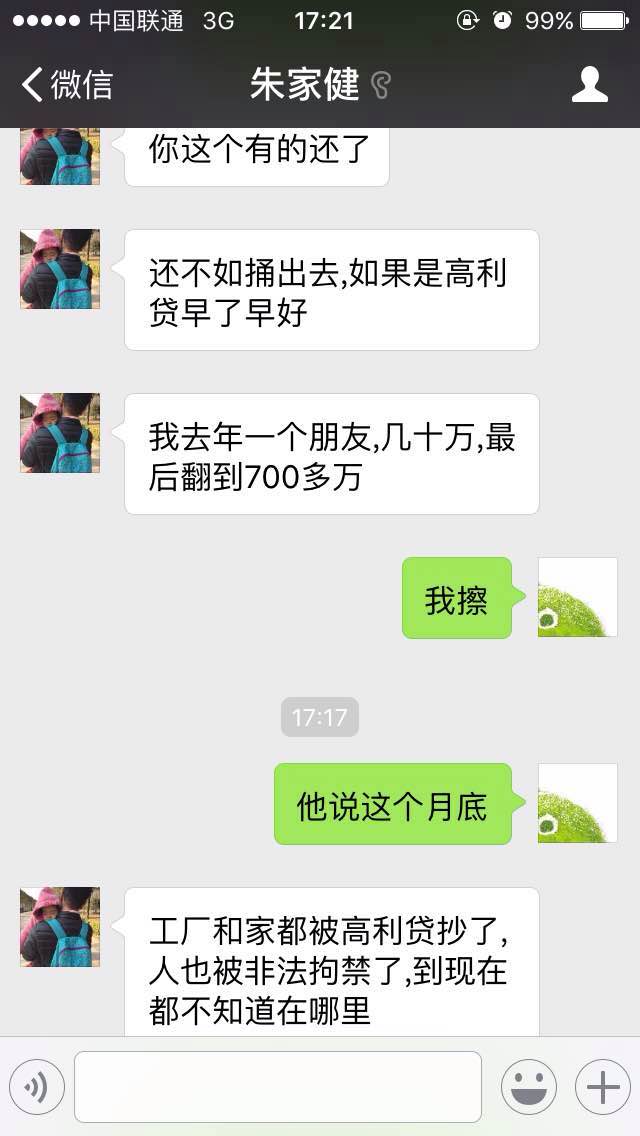 中国联通 3G 17:21 99%
微信 朱家健
你这个有的还了
还不如捅出去,如果是高利
贷早了早好
我去年一个朋友,几十万,最
后翻到700多万
我擦
17:17
他说这个月底
工厂和家都被高利贷抄了,
人也被非法拘禁了,到现在
都不知道在哪里